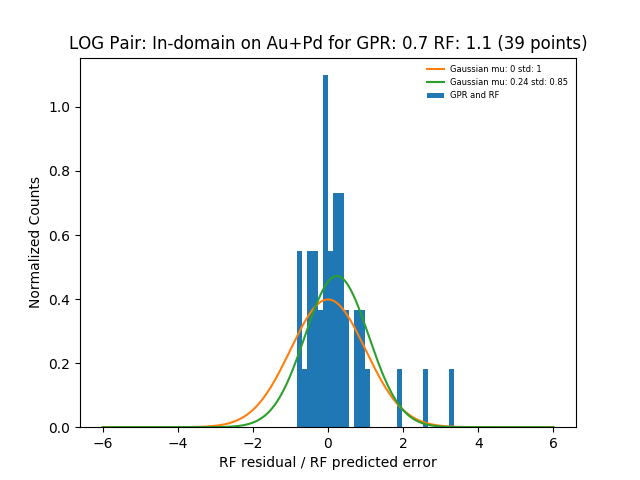 LOG Pair: In-domain on Au+Pd for GPR: 0.7 RF: 1.1 (39 points)
Gaussian mu: 0 std: 1
Gaussian mu: 0.24 std: 0.85
GPR and RF
Normalized Counts
1.0
0.8
0.6
0.4
0.2
0.0
−6 −4 −2 0 2 4 6
RF residual / RF predicted error